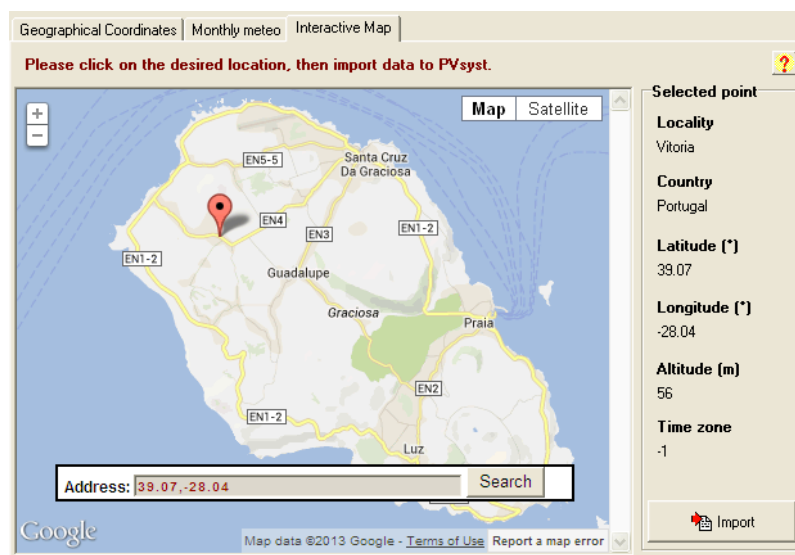 Geographical Coordinates
Monthly meteo
Interactive Map
Please click on the desired location, then import data to PVsyst.
?
+
−
Map
Satellite
EN5-5
Santa Cruz
Da Graciosa
EN4
EN3
EN1-2
EN1-2
Guadalupe
Graciosa
Praia
EN2
EN1-2
Luz
Address: 39.07,-28.04 Search
Google
Map data ©2013 Google - Terms of Use Report a map error
Selected point
Locality
Vitoria
Country
Portugal
Latitude (°)
39.07
Longitude (°)
-28.04
Altitude (m)
56
Time zone
-1
Import